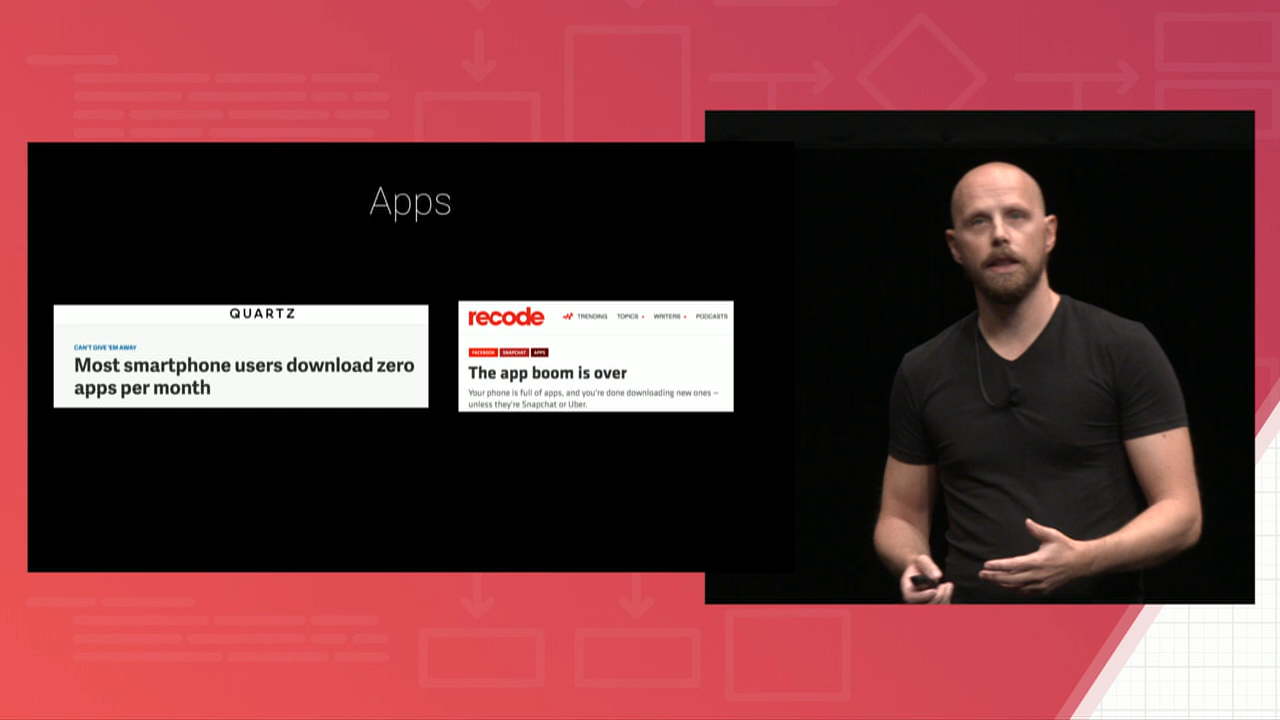 Apps
QUARTZ
CAN'T GIVE 'EM AWAY
Most smartphone users download zero
apps per month
recode
TRENDING TOPICS WRITERS PODCASTS
FACEBOOK SNAPCHAT APPS
The app boom is over
Your phone is full of apps, and you're done downloading new ones –
unless they're Snapchat or Uber.